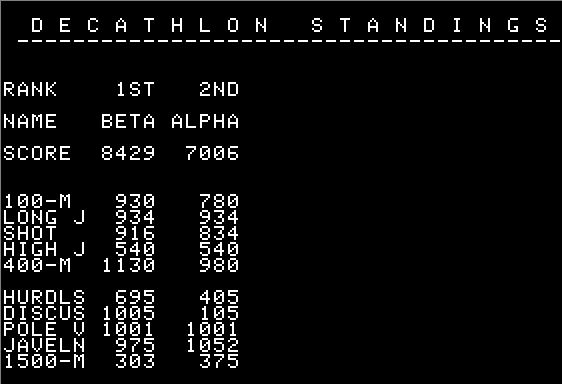 DECATHLON STANDINGS
RANK 1ST 2ND
NAME BETA ALPHA
SCORE 8429 7006
100-M 930 780
LONG J 934 934
SHOT 916 834
HIGH J 540 540
400-M 1130 980
HURDLS 695 405
DISCUS 1005 105
POLE V 1001 1001
JAVELN 975 1052
1500-M 303 375